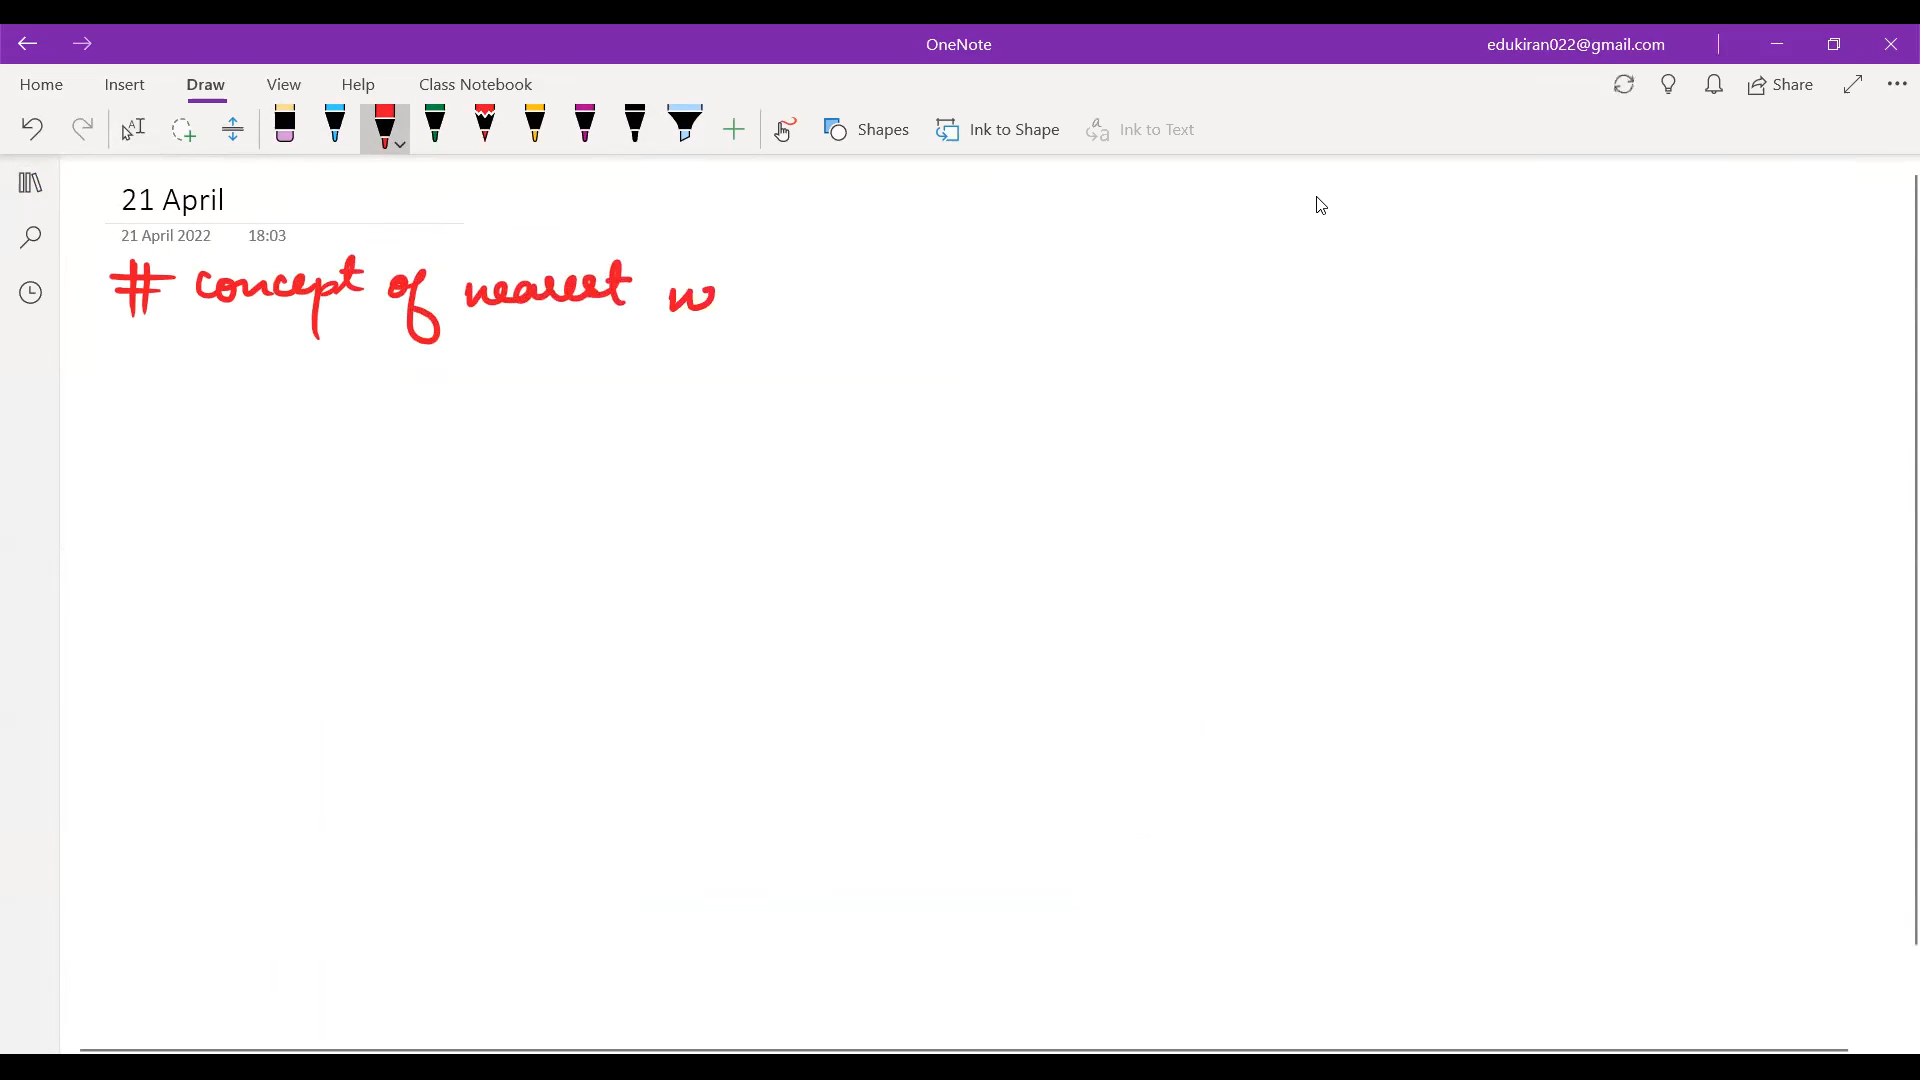 OneNote
edukiran022@gmail.com
Home Insert Draw View Help Class Notebook
Share
Shapes Ink to Shape Ink to Text
21 April
21 April 2022 18:03
# concept of nearest